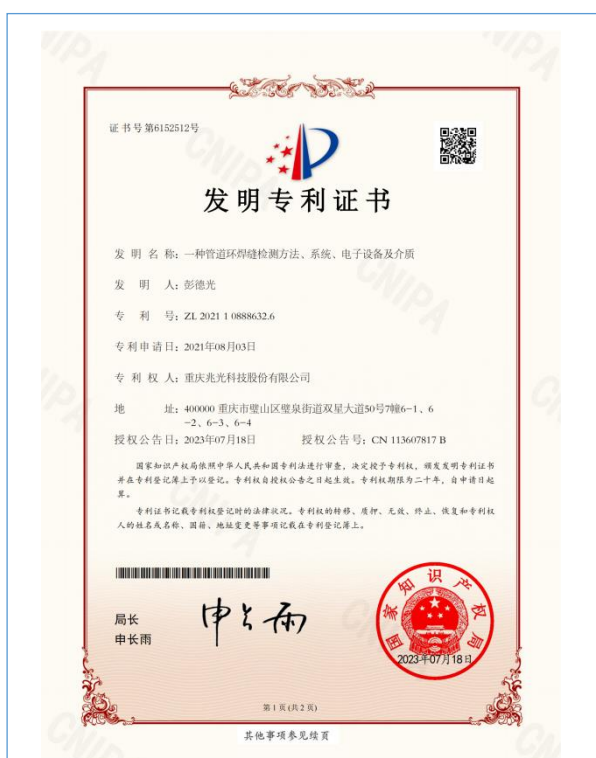 证书号第6152512号
发明专利证书
发 明 名 称：一种管道环焊缝检测方法、系统、电子设备及介质
发 明 人：彭德光
专 利 号：ZL 2021 1 0888632.6
专利申请日：2021年08月03日
专 利 权 人：重庆兆光科技股份有限公司
地 址：400000 重庆市璧山区璧泉街道双星大道50号7幢6-1、6
-2、6-3、6-4
授权公告日：2023年07月18日 授权公告号：CN 113607817 B
国家知识产权局依照中华人民共和国专利法进行审查，决定授予专利权，颁发发明专利证书
并在专利登记簿上予以登记。专利权自授权公告之日起生效。专利权期限为二十年，自申请日起
算。
专利证书记载专利权登记时的法律状况。专利权的转移、质押、无效、终止、恢复和专利权
人的姓名或名称、国籍、地址变更等事项记载在专利登记簿上。
局长
申长雨
申长雨
国家知识产权局
2023年07月18日
第 1 页 (共 2 页)
其他事项参见续页
CNIPA